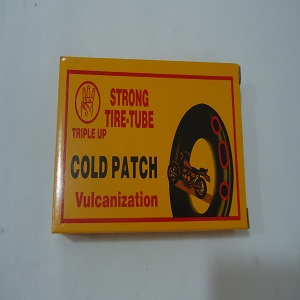 STRONG
TIRE-TUBE
TRIPLE UP
COLD PATCH
Vulcanization